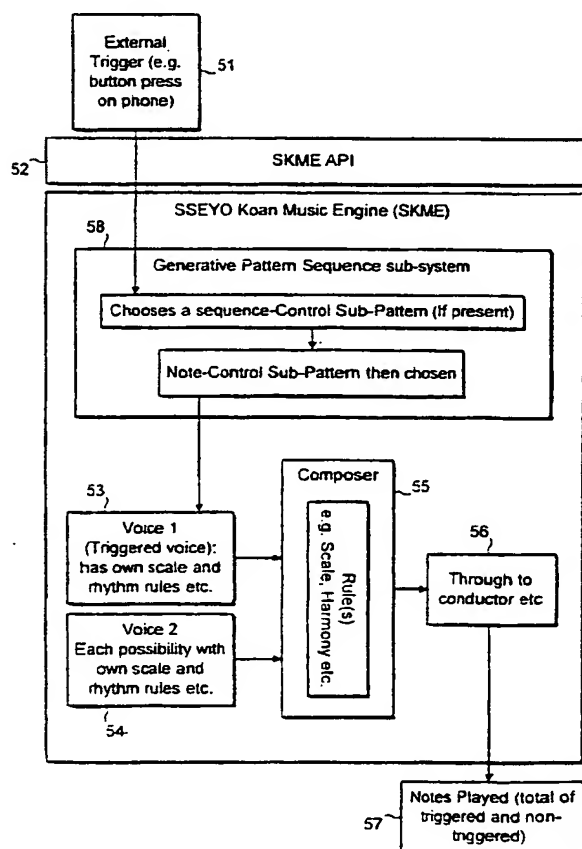 External
Trigger (e.g.
button press
on phone)
51
52
SKME API
SSEYO Koan Music Engine (SKME)
58
Generative Pattern Sequence sub-system
Chooses a sequence-Control Sub-Pattern (If present)
Note-Control Sub-Pattern then chosen
53
Voice 1
(Triggered voice):
has own scale and
rhythm rules etc.
Voice 2
Each possibility with
own scale and
rhythm rules etc.
54
Composer
55
Rule(s)
e.g. Scale, Harmony etc.
56
Through to
conductor etc
Notes Played (total of
triggered and non-
triggered)
57